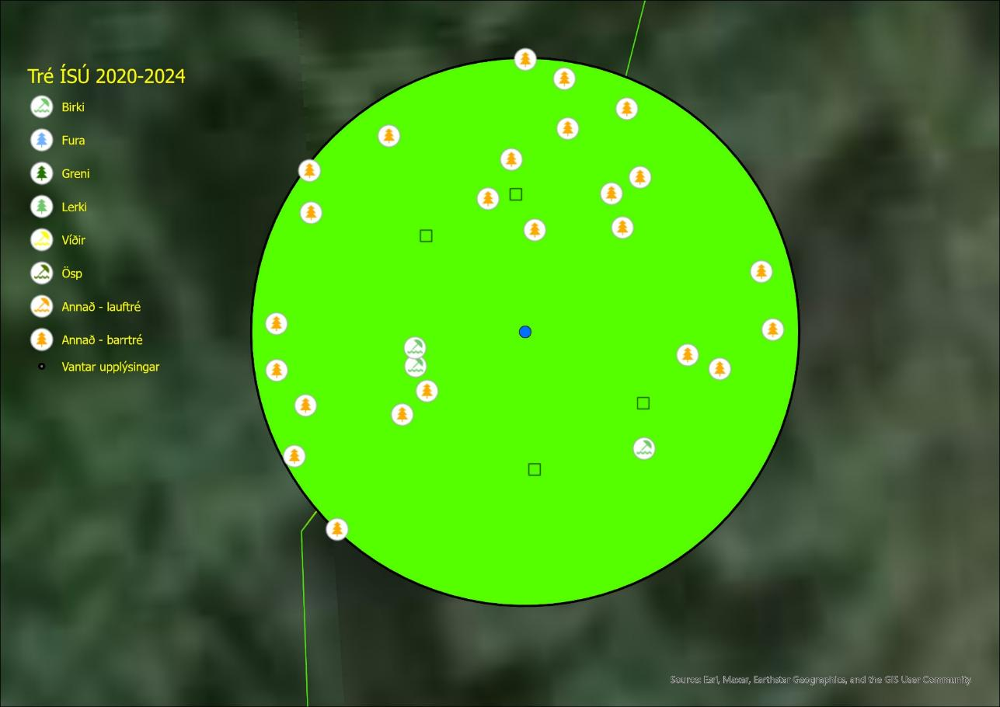 Tré ÍSÚ 2020-2024
Birki
Fura
Greni
Lerki
Víðir
Ösp
Annað - lauftré
Annað - barrtré
Vantar upplýsingar
Source: Esri, Maxar, Earthstar Geographics, and the GIS User Community